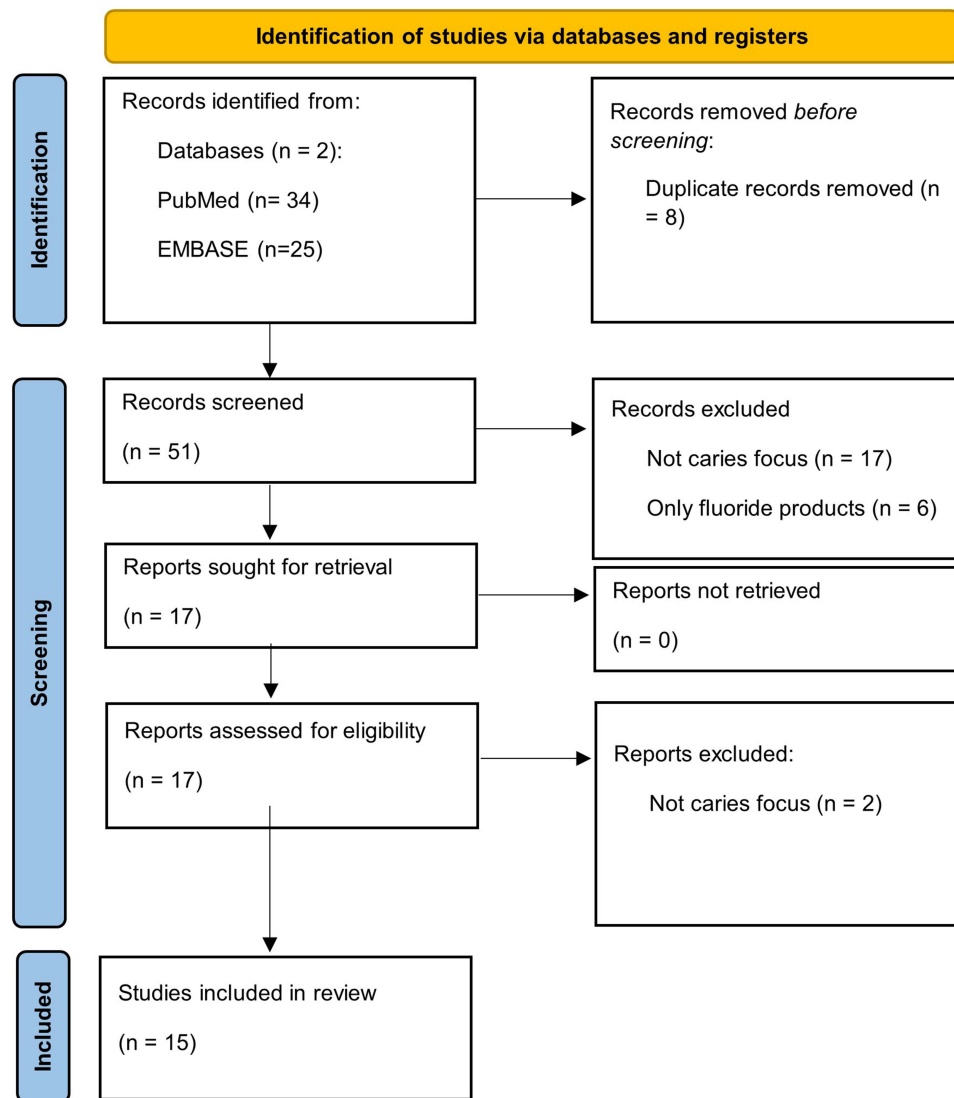 Identification of studies via databases and registers
Identification
Records identified from:
Databases (n = 2):
PubMed (n= 34)
EMBASE (n=25)
Records removed before
screening:
Duplicate records removed (n
= 8)
Screening
Records screened
(n = 51)
Records excluded
Not caries focus (n = 17)
Only fluoride products (n = 6)
Reports sought for retrieval
(n = 17)
Reports not retrieved
(n = 0)
Reports assessed for eligibility
(n = 17)
Reports excluded:
Not caries focus (n = 2)
Included
Studies included in review
(n = 15)